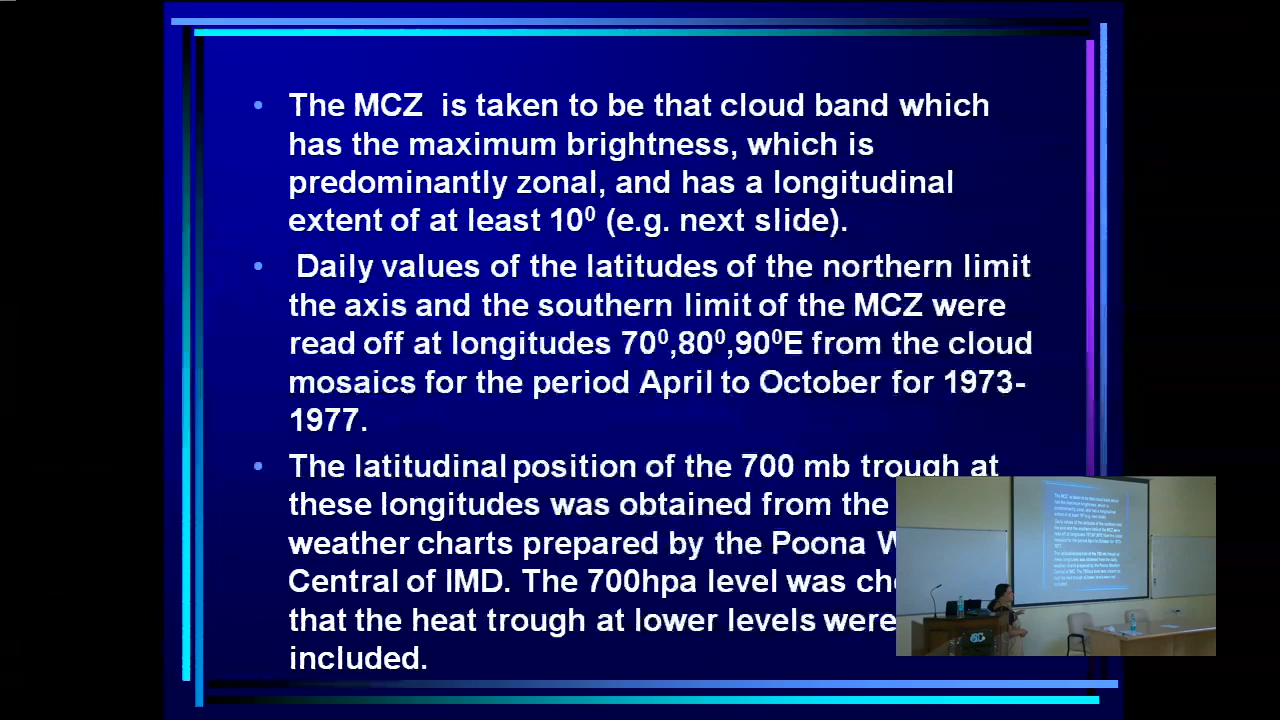 • The MCZ is taken to be that cloud band which
has the maximum brightness, which is
predominantly zonal, and has a longitudinal
extent of at least 10⁰ (e.g. next slide).
• Daily values of the latitudes of the northern limit
the axis and the southern limit of the MCZ were
read off at longitudes 70⁰,80⁰,90⁰E from the cloud
mosaics for the period April to October for 1973-
1977.
• The latitudinal position of the 700 mb trough at
these longitudes was obtained from the
weather charts prepared by the Poona
Central of IMD. The 700hpa level was
that the heat trough at lower levels were
included.